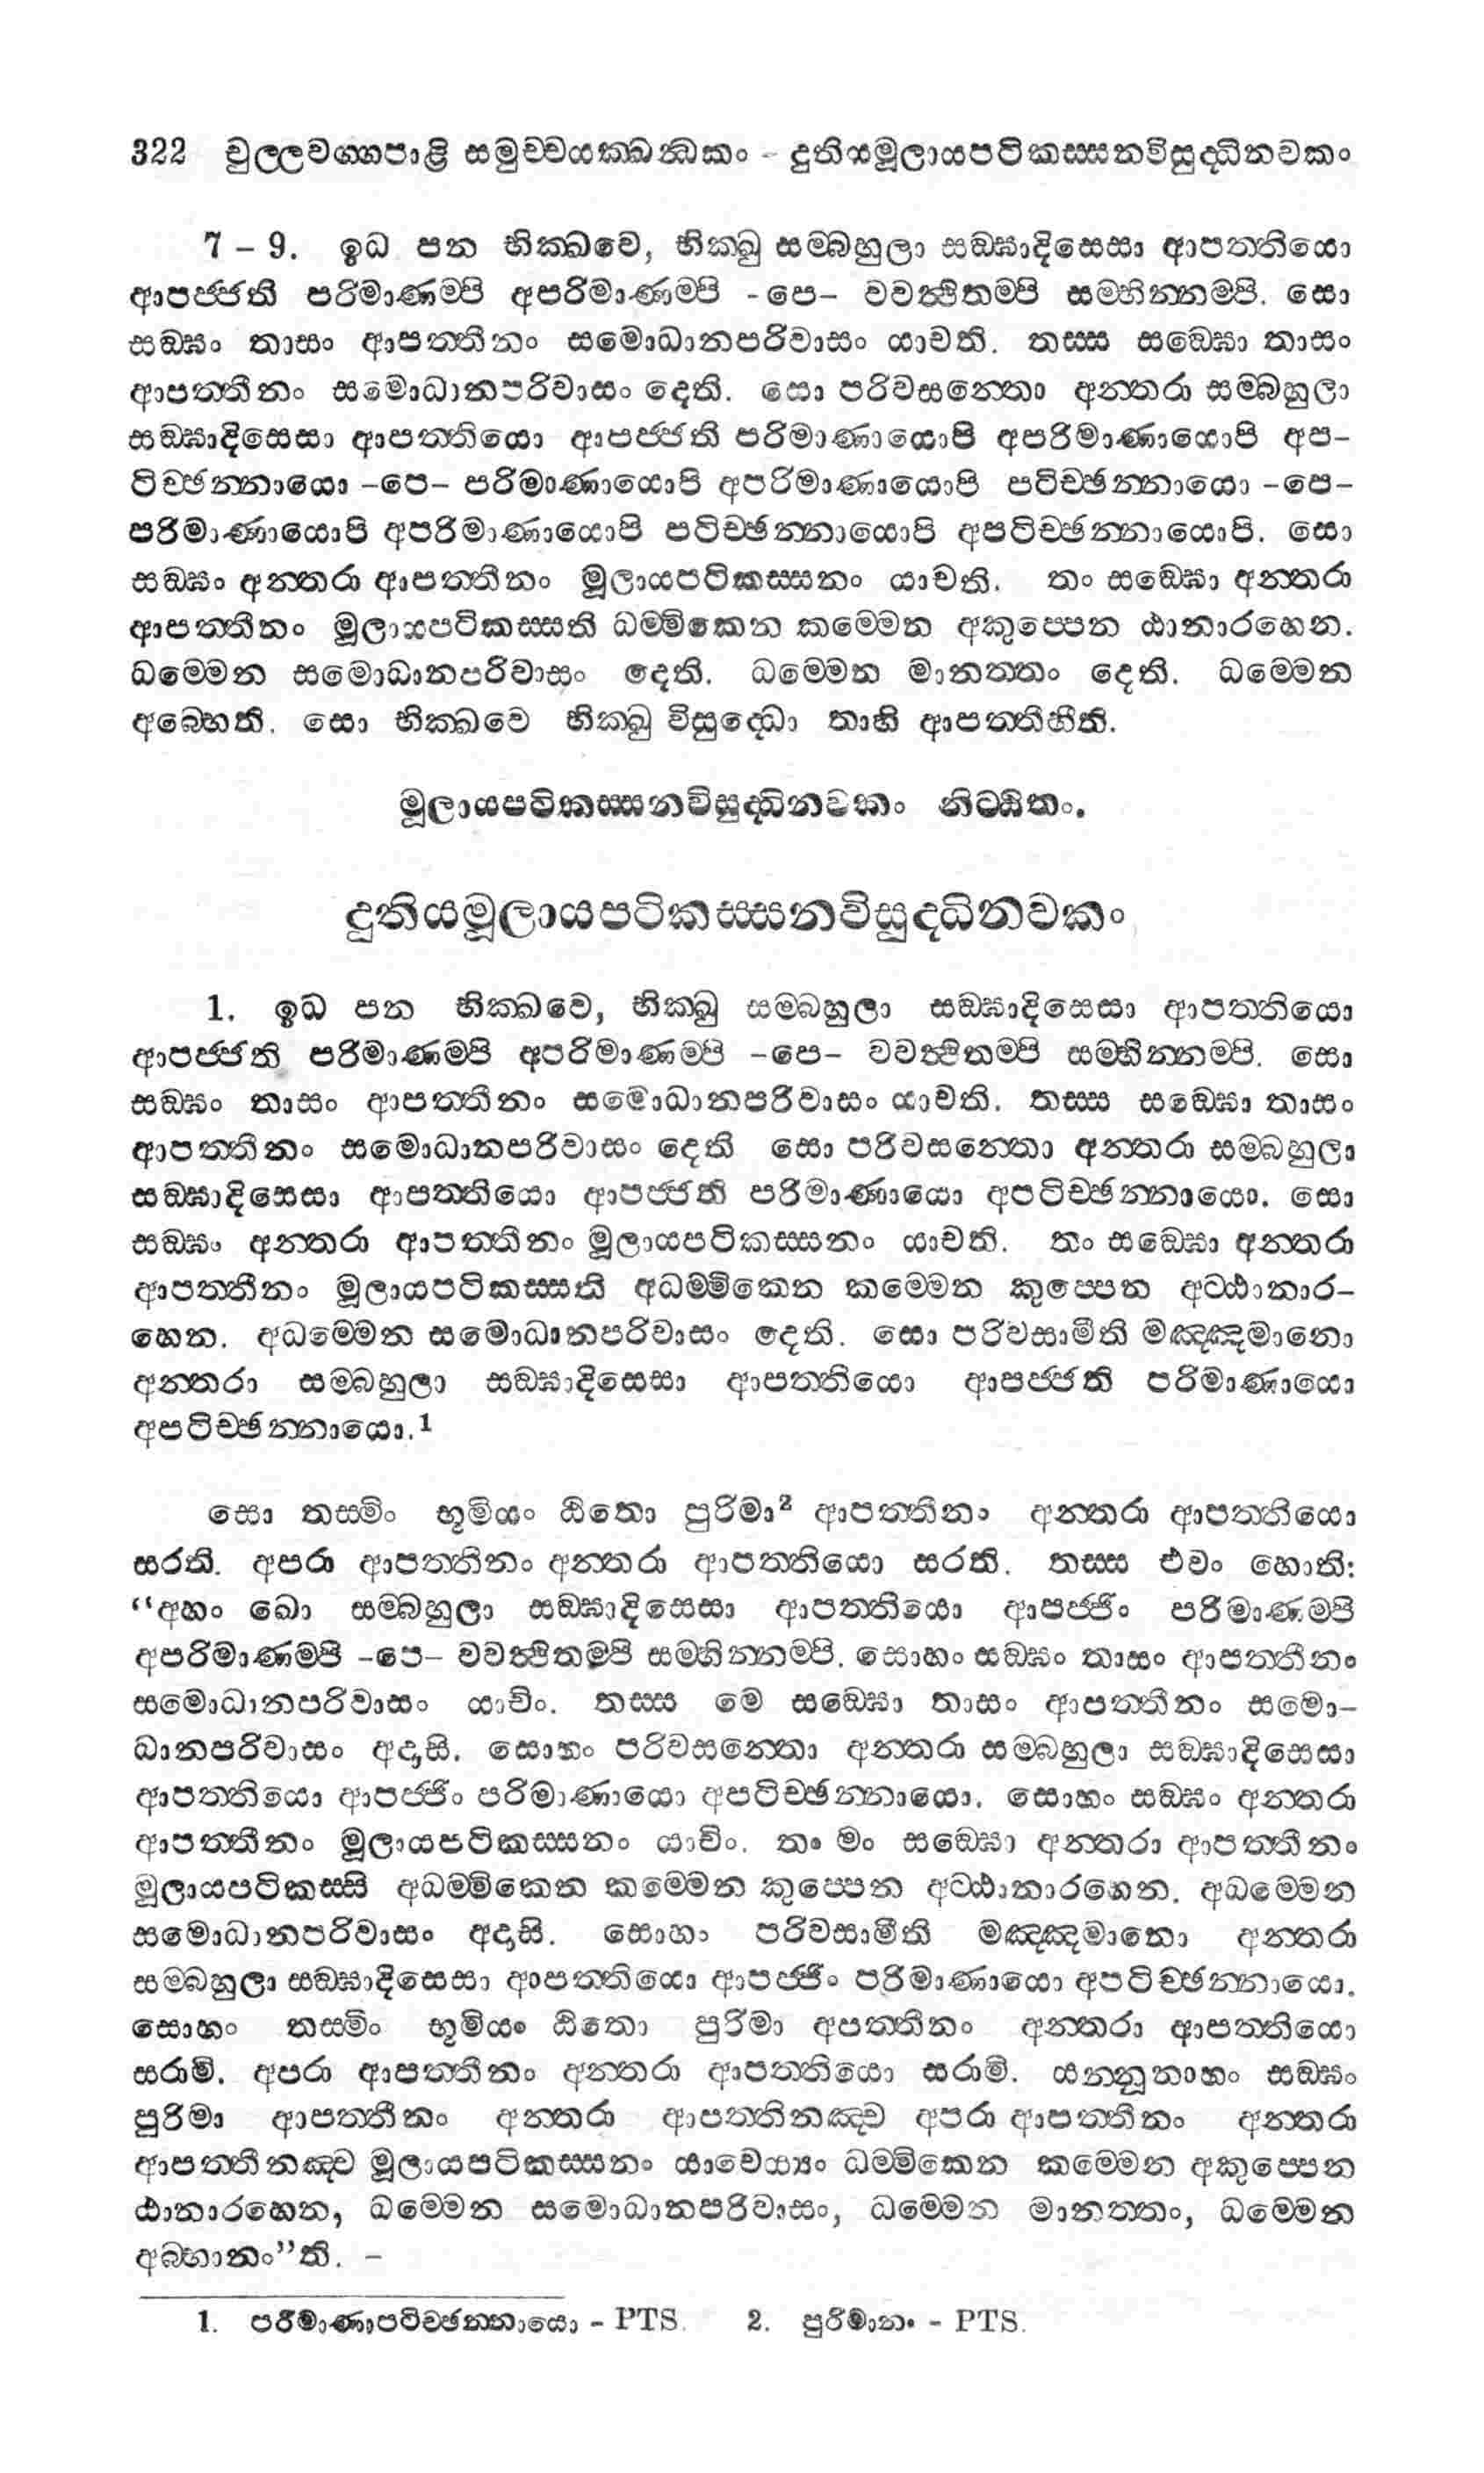 322 චුල්ලවග්ගපාළි සමුච්චයක්ඛන්ධකං - දුතියමූලායපටිකස්සනවිසුද්ධිනවකං
7 – 9. ඉධ පන භික්ඛවෙ, භික්ඛු සම්බහුලා සඞ්ඝාදිසෙසා ආපත්තියො
ආපජ්ජති පරිමාණම්පි අපරිමාණම්පි -පෙ- වවත්ථිතම්පි සම්භින්නම්පි. සො
සඞ්ඝං තාසං ආපත්තීනං සමොධානපරිවාසං යාචති. තස්ස සඞ්ඝො තාසං
ආපත්තීනං සමොධානපරිවාසං දෙති. සො පරිවසන්තො අන්තරා සම්බහුලා
සඞ්ඝාදිසෙසා ආපත්තියො ආපජ්ජති පරිමාණායොපි අපරිමාණායොපි අප-
ටිච්ඡන්නායො -පෙ- පරිමාණායොපි අපරිමාණායොපි පටිච්ඡන්නායො -පෙ-
පරිමාණායොපි අපරිමාණායොපි පටිච්ඡන්නායොපි අපටිච්ඡන්නායොපි. සො
සඞ්ඝං අන්තරා ආපත්තීනං මූලායපටිකස්සනං යාචති. තං සඞ්ඝො අන්තරා
ආපත්තීනං මූලායපටිකස්සති ධම්මිකෙන කම්මෙන අකුප්පෙන ඨානාරහෙන.
ධම්මෙන සමොධානපරිවාසං දෙති. ධම්මෙන මානත්තං දෙති. ධම්මෙන
අබ්භෙති. සො භික්ඛවෙ භික්ඛු විසුද්ධො තාහි ආපත්තීහීති.
මූලායපටිකස්සනවිසුද්ධිනවකං නිට්ඨිතං.
දුතියමූලායපටිකස්සනවිසුද්ධිනවකං
1. ඉධ පන භික්ඛවෙ, භික්ඛු සම්බහුලා සඞ්ඝාදිසෙසා ආපත්තියො
ආපජ්ජති පරිමාණම්පි අපරිමාණම්පි -පෙ- වවත්ථිතම්පි සම්භින්නම්පි. සො
සඞ්ඝං තාසං ආපත්තීනං සමොධානපරිවාසං යාචති. තස්ස සඞ්ඝො තාසං
ආපත්තීනං සමොධානපරිවාසං දෙති සො පරිවසන්තො අන්තරා සම්බහුලා
සඞ්ඝාදිසෙසා ආපත්තියො ආපජ්ජති පරිමාණායො අපටිච්ඡන්නායො. සො
සඞ්ඝං අන්තරා ආපත්තීනං මූලායපටිකස්සනං යාචති. තං සඞ්ඝො අන්තරා
ආපත්තීනං මූලායපටිකස්සති අධම්මිකෙන කම්මෙන කුප්පෙන අට්ඨානාර-
හෙන. අධම්මෙන සමොධානපරිවාසං දෙති. සො පරිවසාමීති මඤ්ඤමානො
අන්තරා සම්බහුලා සඞ්ඝාදිසෙසා ආපත්තියො ආපජ්ජති පරිමාණායො
අපටිච්ඡන්නායො.¹
සො තස්මිං භූමියං ඨිතො පුරිමා² ආපත්තීනං අන්තරා ආපත්තියො
සරති. අපරා ආපත්තිනං අන්තරා ආපත්තියො සරති. තස්ස එවං හොති:
“අහං ඛො සම්බහුලා සඞ්ඝාදිසෙසා ආපත්තියො ආපජ්ජිං පරිමාණම්පි
අපරිමාණම්පි -පෙ- වවත්ථිතම්පි සම්භින්නම්පි. සොහං සඞ්ඝං තාසං ආපත්තීනං
සමොධානපරිවාසං යාචිං. තස්ස මෙ සඞ්ඝො තාසං ආපත්තීනං සමො-
ධානපරිවාසං අදාසි. සොහං පරිවසන්තො අන්තරා සම්බහුලා සඞ්ඝාදිසෙසා
ආපත්තියො ආපජ්ජිං පරිමාණායො අපටිච්ඡන්නායො. සොහං සඞ්ඝං අන්තරා
ආපත්තීනං මූලායපටිකස්සනං යාචිං. තං මං සඞ්ඝො අන්තරා ආපත්තීනං
මූලායපටිකස්සි අධම්මිකෙන කම්මෙන කුප්පෙන අට්ඨානාරහෙන. අධම්මෙන
සමොධානපරිවාසං අදාසි. සොහං පරිවසාමීති මඤ්ඤමානො අන්තරා
සම්බහුලා සඞ්ඝාදිසෙසා ආපත්තියො ආපජ්ජිං පරිමාණායො අපටිච්ඡන්නායො.
සොහං තස්මිං භූමියං ඨිතො පුරිමා අපත්තීනං අන්තරා ආපත්තියො
සරාමි. අපරා ආපත්තීනං අන්තරා ආපත්තියො සරාමි. යන්නූනාහං සඞ්ඝං
පුරිමා ආපත්තීනං අන්තරා ආපත්තිනඤ්ච අපරා ආපත්තීනං අන්තරා
ආපත්තීනඤ්ච මූලායපටිකස්සනං යාචෙය්‍යං ධම්මිකෙන කම්මෙන අකුප්පෙන
ඨානාරහෙන, ධම්මෙන සමොධානපරිවාසං, ධම්මෙන මානත්තං, ධම්මෙන
අබ්භානං”ති. –
1. පරිමාණාපටිච්ඡන්නායො - PTS. 2. පුරිමානං - PTS.